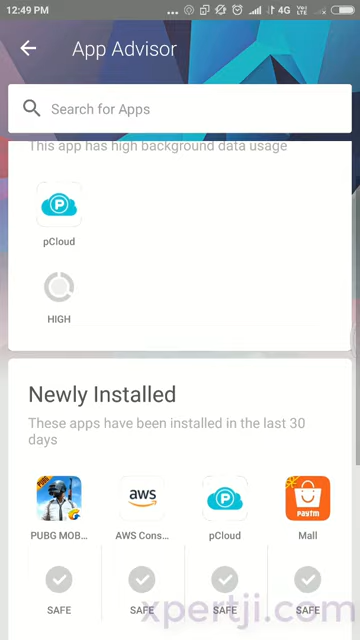 12:49 PM
4G
VoLTE
App Advisor
Search for Apps
This app has high background data usage
P
pCloud
HIGH
Newly Installed
These apps have been installed in the last 30
days
PUBG
aws
P
Paytm
PUBG MOB...
AWS Cons...
pCloud
Mall
SAFE
SAFE
SAFE
SAFE
xpertji.com